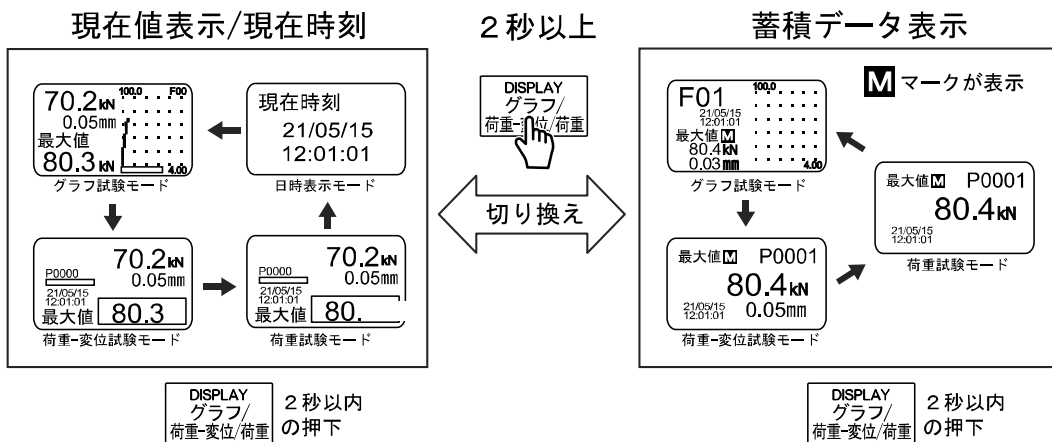 現在値表示/現在時刻
70.2kN
0.05mm
最大値
80.3kN
100.0 F00
4.00
グラフ試験モード
現在時刻
21/05/15
12:01:01
日時表示モード
70.2kN
0.05mm
P0000
21/05/15
12:01:01
最大値 80.3
荷重-変位試験モード
70.2kN
0.05mm
P0000
21/05/15
12:01:01
最大値 80.
荷重試験モード
DISPLAY
グラフ/
荷重-変位/荷重
2秒以内
の押下
2秒以上
DISPLAY
グラフ/
荷重-変位/荷重
切り換え
蓄積データ表示
M マークが表示
F01
21/05/15
12:01:01
最大値M
80.4kN
0.03mm
100.0
4.00
グラフ試験モード
最大値M P0001
80.4kN
21/05/15
12:01:01
荷重試験モード
最大値M P0001
80.4kN
21/05/15
12:01:01
0.05mm
荷重-変位試験モード
DISPLAY
グラフ/
荷重-変位/荷重
2秒以内
の押下